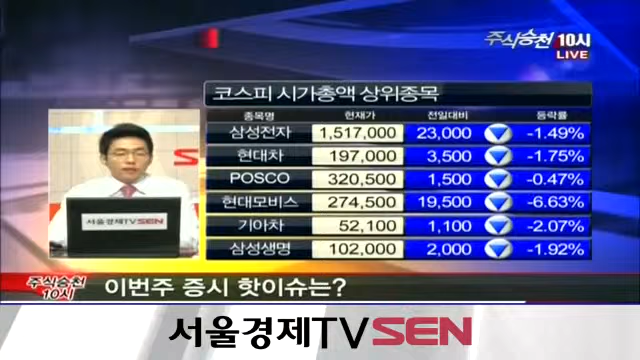 주식승천 10시
LIVE
코스피 시가총액 상위종목
종목명 현재가 전일대비 등락률
삼성전자 1,517,000 23,000 -1.49%
현대차 197,000 3,500 -1.75%
POSCO 320,500 1,500 -0.47%
현대모비스 274,500 19,500 -6.63%
기아차 52,100 1,100 -2.07%
삼성생명 102,000 2,000 -1.92%
서울경제TV SEN
주식승천
10시
이번주 증시 핫이슈는?
서울경제TV SEN